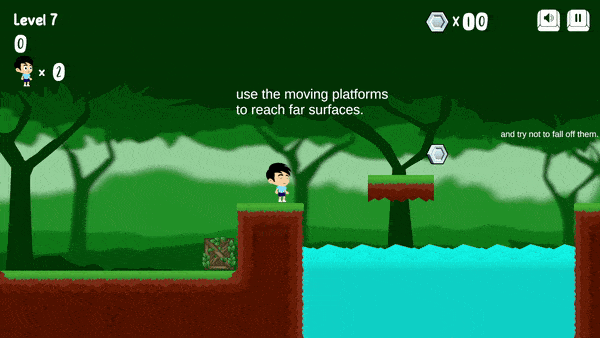 Level 7
x 10
0
x 2
use the moving platforms
to reach far surfaces.
and try not to fall off them.